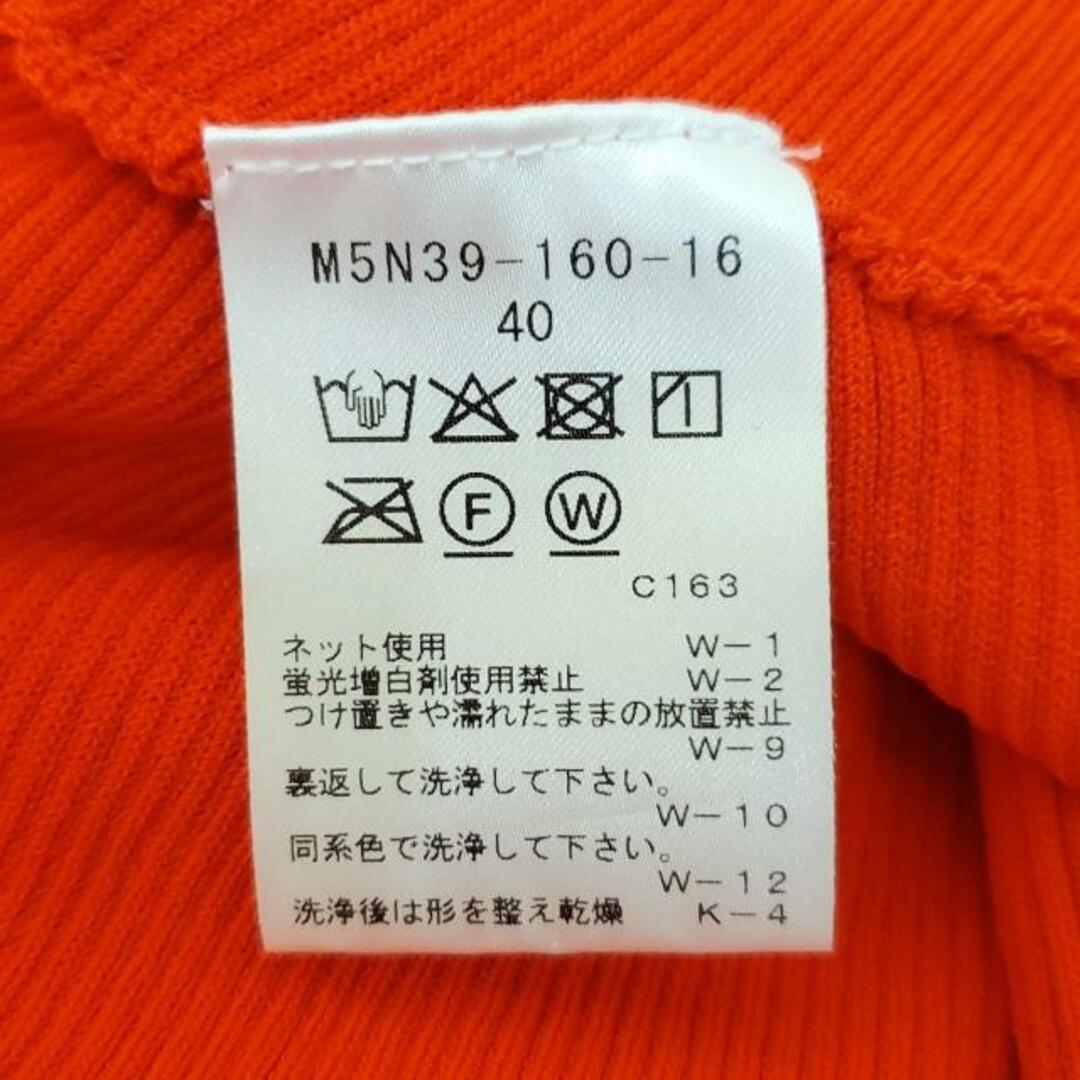 M5N39-160-16
40
F W
C163
ネット使用 W-1
蛍光増白剤使用禁止 W-2
つけ置きや濡れたままの放置禁止
W-9
裏返して洗浄して下さい。
W-10
同系色で洗浄して下さい。
W-12
洗浄後は形を整え乾燥 K-4